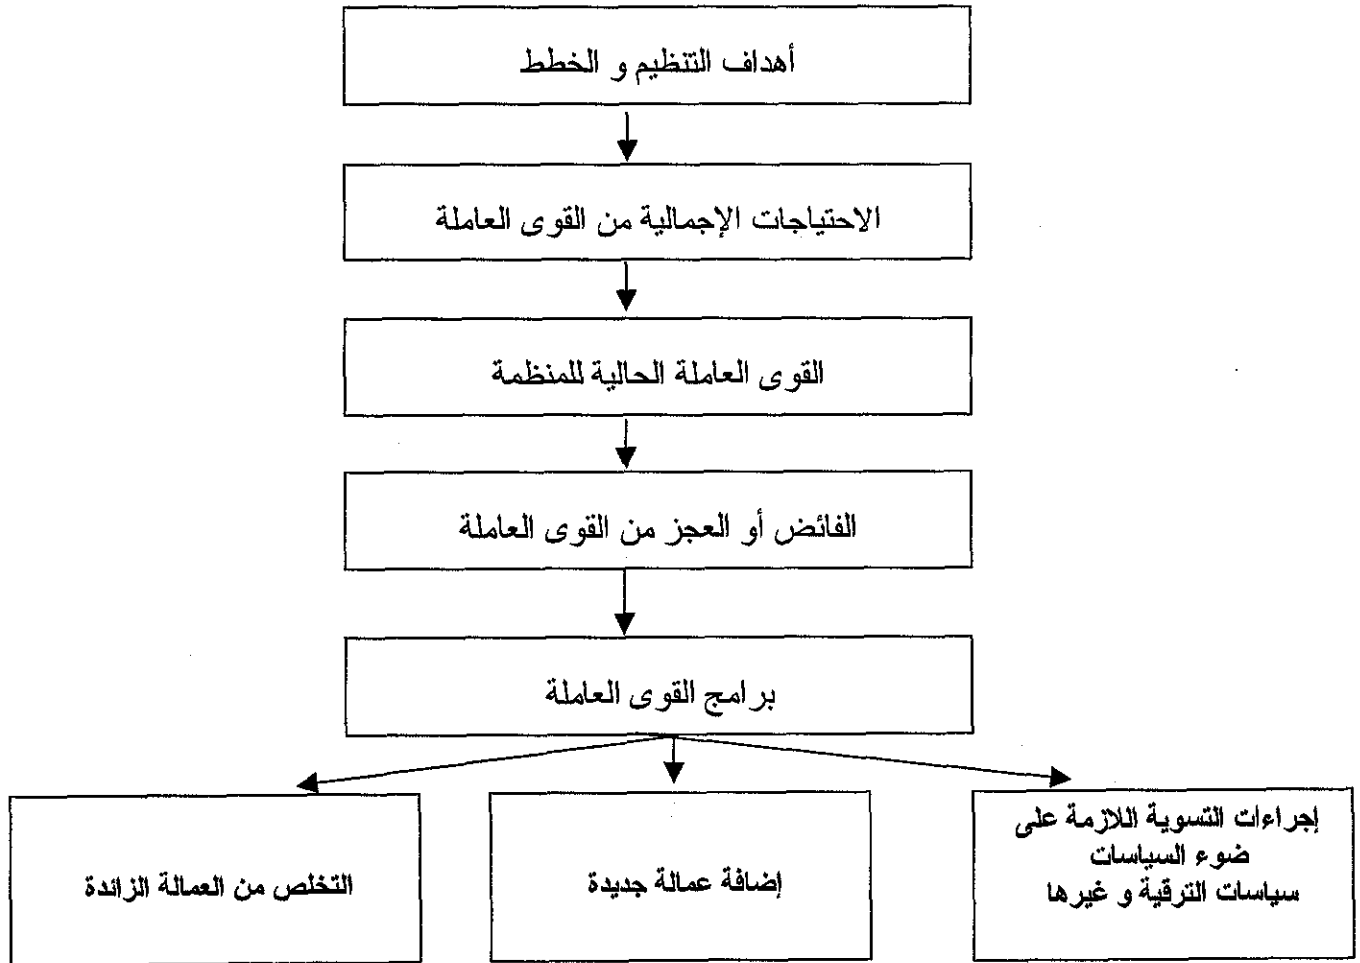 أهداف التنظيم و الخطط
الاحتياجات الإجمالية من القوى العاملة
القوى العاملة الحالية للمنظمة
الفائض أو العجز من القوى العاملة
برامج القوى العاملة
إجراءات التسوية اللازمة على
ضوء السياسات
سياسات الترقية و غيرها
إضافة عمالة جديدة
التخلص من العمالة الزائدة